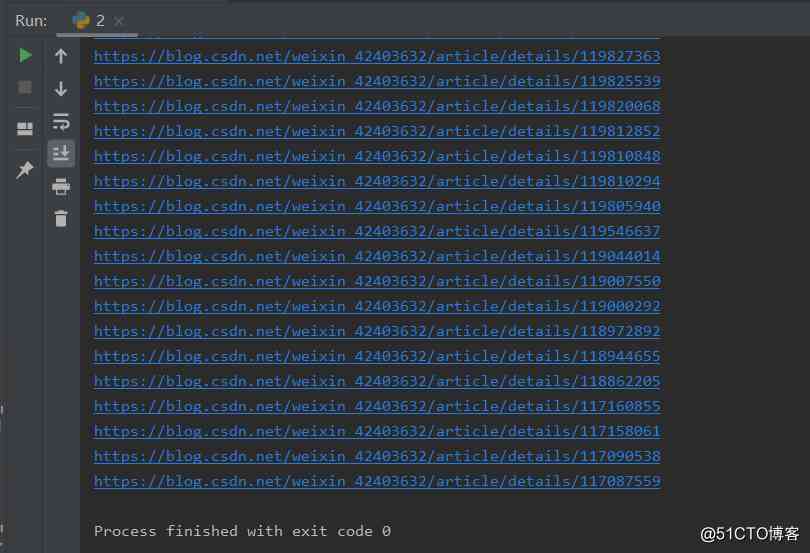 Run: 2
https://blog.csdn.net/weixin_42403632/article/details/119827363
https://blog.csdn.net/weixin_42403632/article/details/119825539
https://blog.csdn.net/weixin_42403632/article/details/119820068
https://blog.csdn.net/weixin_42403632/article/details/119812852
https://blog.csdn.net/weixin_42403632/article/details/119810848
https://blog.csdn.net/weixin_42403632/article/details/119810294
https://blog.csdn.net/weixin_42403632/article/details/119805940
https://blog.csdn.net/weixin_42403632/article/details/119546637
https://blog.csdn.net/weixin_42403632/article/details/119044014
https://blog.csdn.net/weixin_42403632/article/details/119007550
https://blog.csdn.net/weixin_42403632/article/details/119000292
https://blog.csdn.net/weixin_42403632/article/details/118972892
https://blog.csdn.net/weixin_42403632/article/details/118944655
https://blog.csdn.net/weixin_42403632/article/details/118862205
https://blog.csdn.net/weixin_42403632/article/details/117160855
https://blog.csdn.net/weixin_42403632/article/details/117158061
https://blog.csdn.net/weixin_42403632/article/details/117090538
https://blog.csdn.net/weixin_42403632/article/details/117087559
Process finished with exit code 0
@51CTO博客